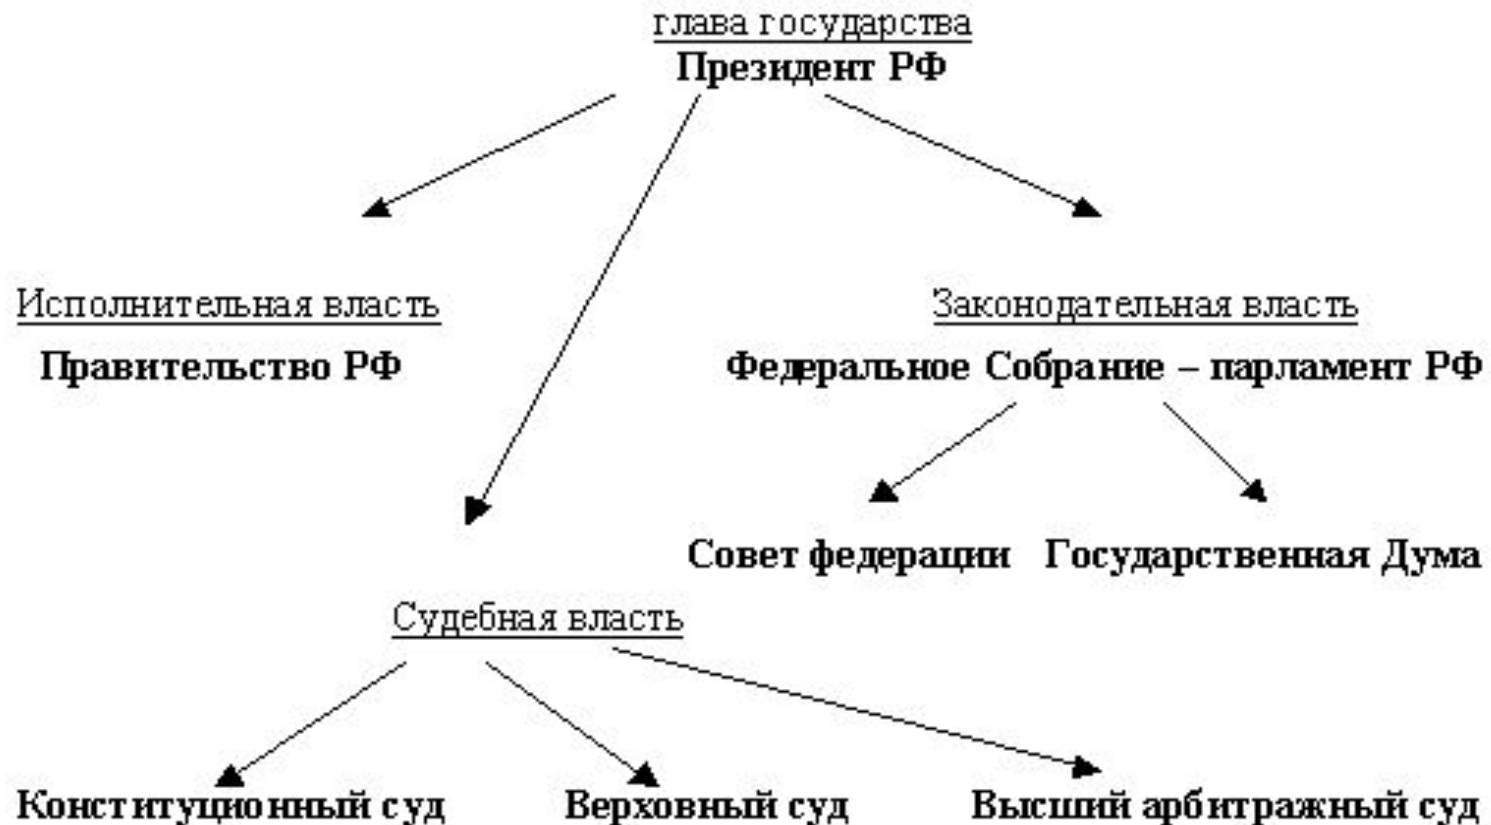 глава государства
Президент РФ
Исполнительная власть
Правительство РФ
Законодательная власть
Федеральное Собрание – парламент РФ
Совет федерации
Государственная Дума
Судебная власть
Конституционный суд
Верховный суд
Высший арбитражный суд